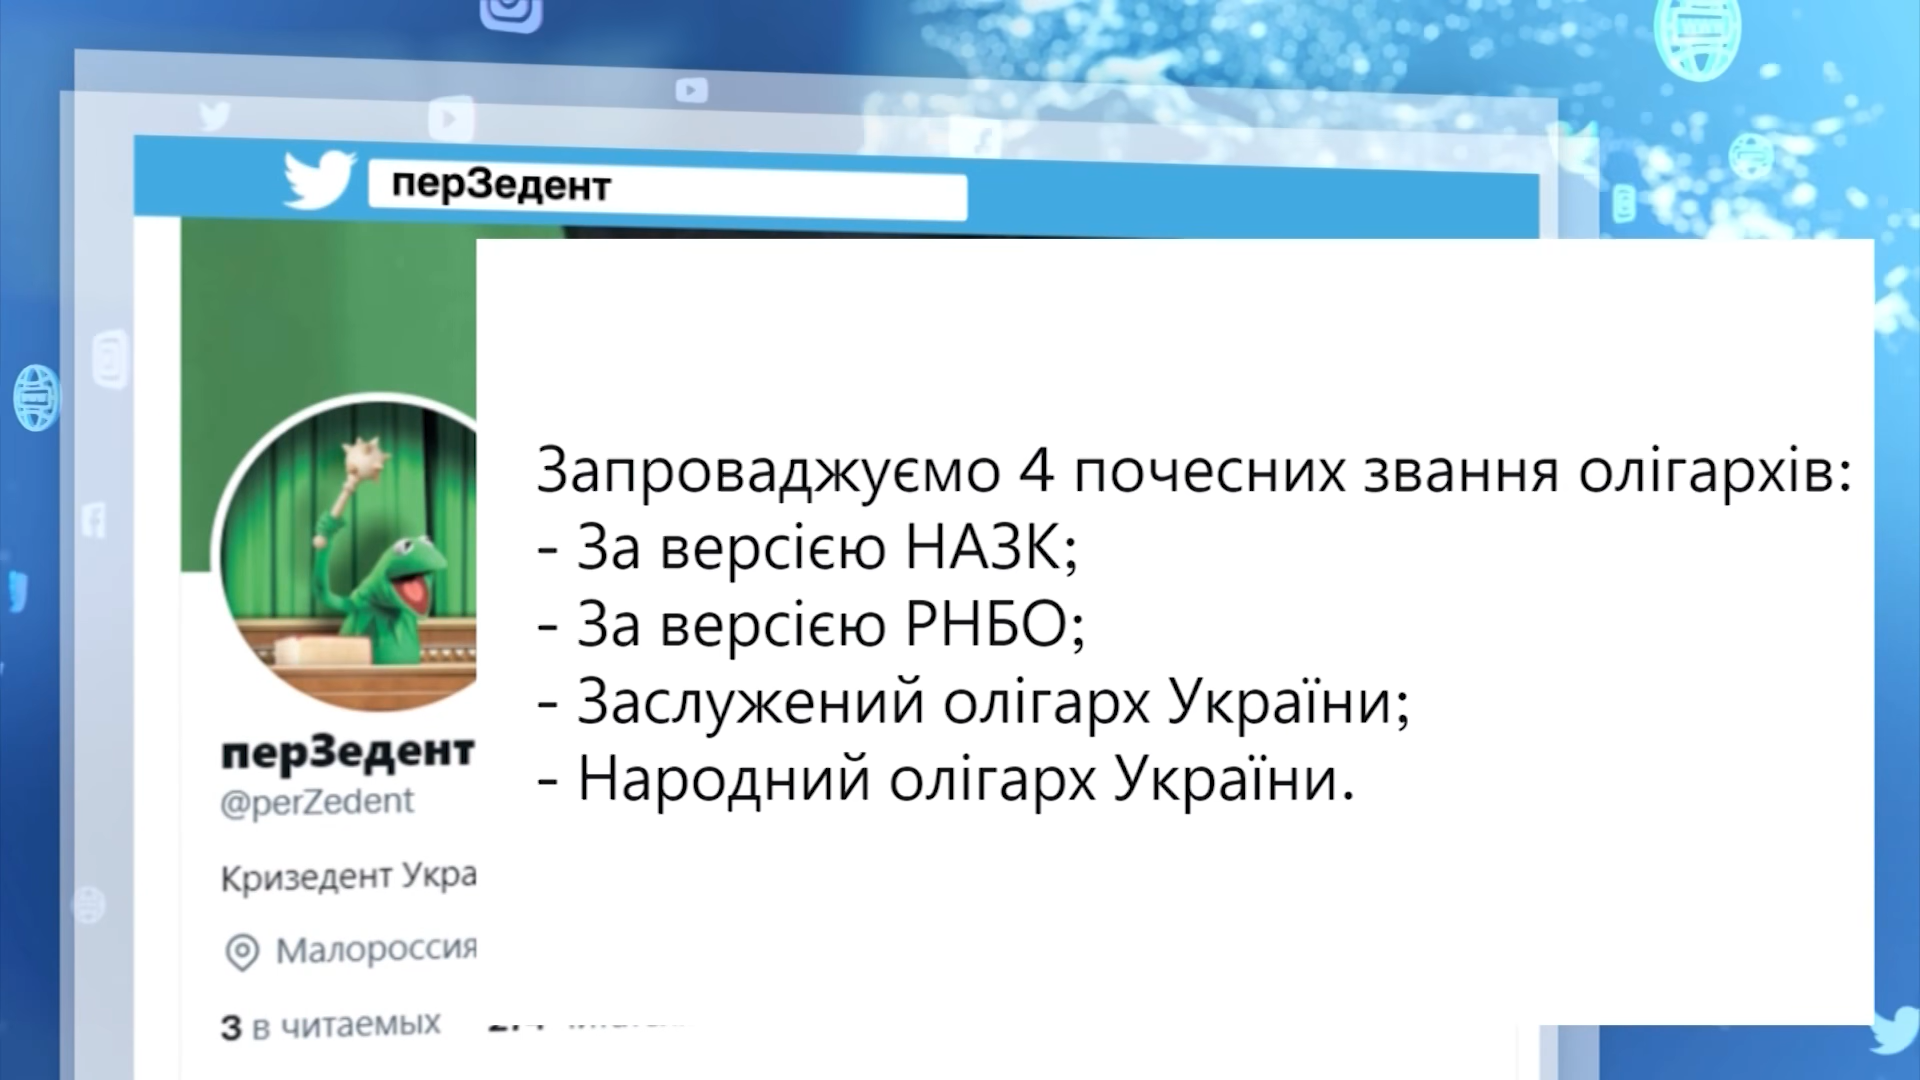 перЗедент
Запроваджуємо 4 почесних звання олігархів:
- За версією НАЗК;
- За версією РНБО;
- Заслужений олігарх України;
- Народний олігарх України.
перЗедент
@perZedent
Кризедент Укра
Малороссия
3 в читаемых